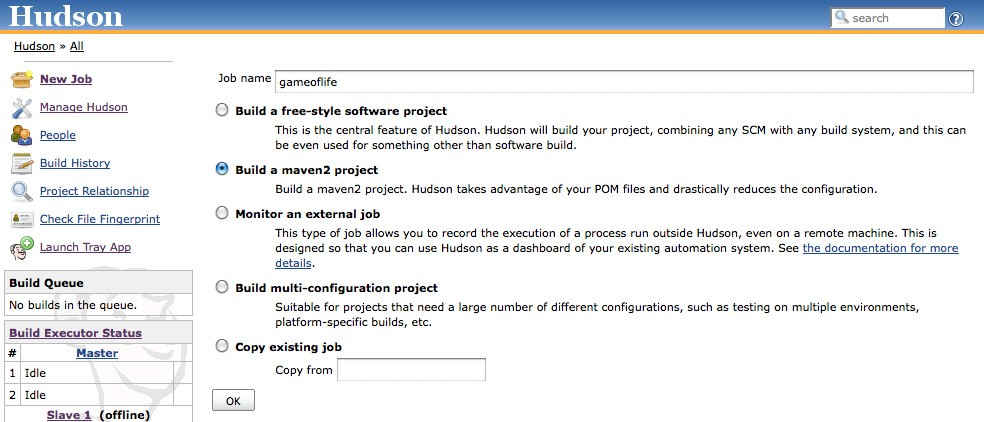 Hudson
search
Hudson » All
New Job
Manage Hudson
People
Build History
Project Relationship
Check File Fingerprint
Launch Tray App
Build Queue
No builds in the queue.
Build Executor Status
# Master
1 Idle
2 Idle
Slave 1 (offline)
Job name gameoflife
Build a free-style software project
This is the central feature of Hudson. Hudson will build your project, combining any SCM with any build system, and this can
be even used for something other than software build.
Build a maven2 project
Build a maven2 project. Hudson takes advantage of your POM files and drastically reduces the configuration.
Monitor an external job
This type of job allows you to record the execution of a process run outside Hudson, even on a remote machine. This is
designed so that you can use Hudson as a dashboard of your existing automation system. See the documentation for more
details.
Build multi-configuration project
Suitable for projects that need a large number of different configurations, such as testing on multiple environments,
platform-specific builds, etc.
Copy existing job
Copy from
OK